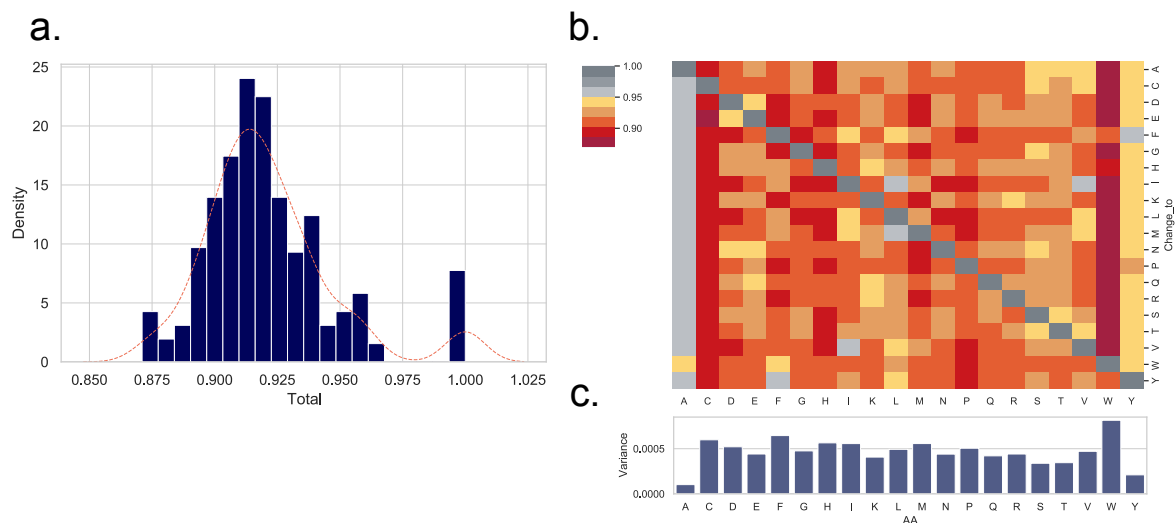 a.
25
20
15
10
5
0
Density
0.850 0.875 0.900 0.925 0.950 0.975 1.000 1.025
Total
b.
1.00
0.95
0.90
A
C
D
E
F
G
H
I
K
L
M
N
P
Q
R
S
T
V
W
Y
Change_to
A C D E F G H I K L M N P Q R S T V W Y
c.
0.0005
0.0000
Variance
A C D E F G H I K L M N P Q R S T V W Y
AA